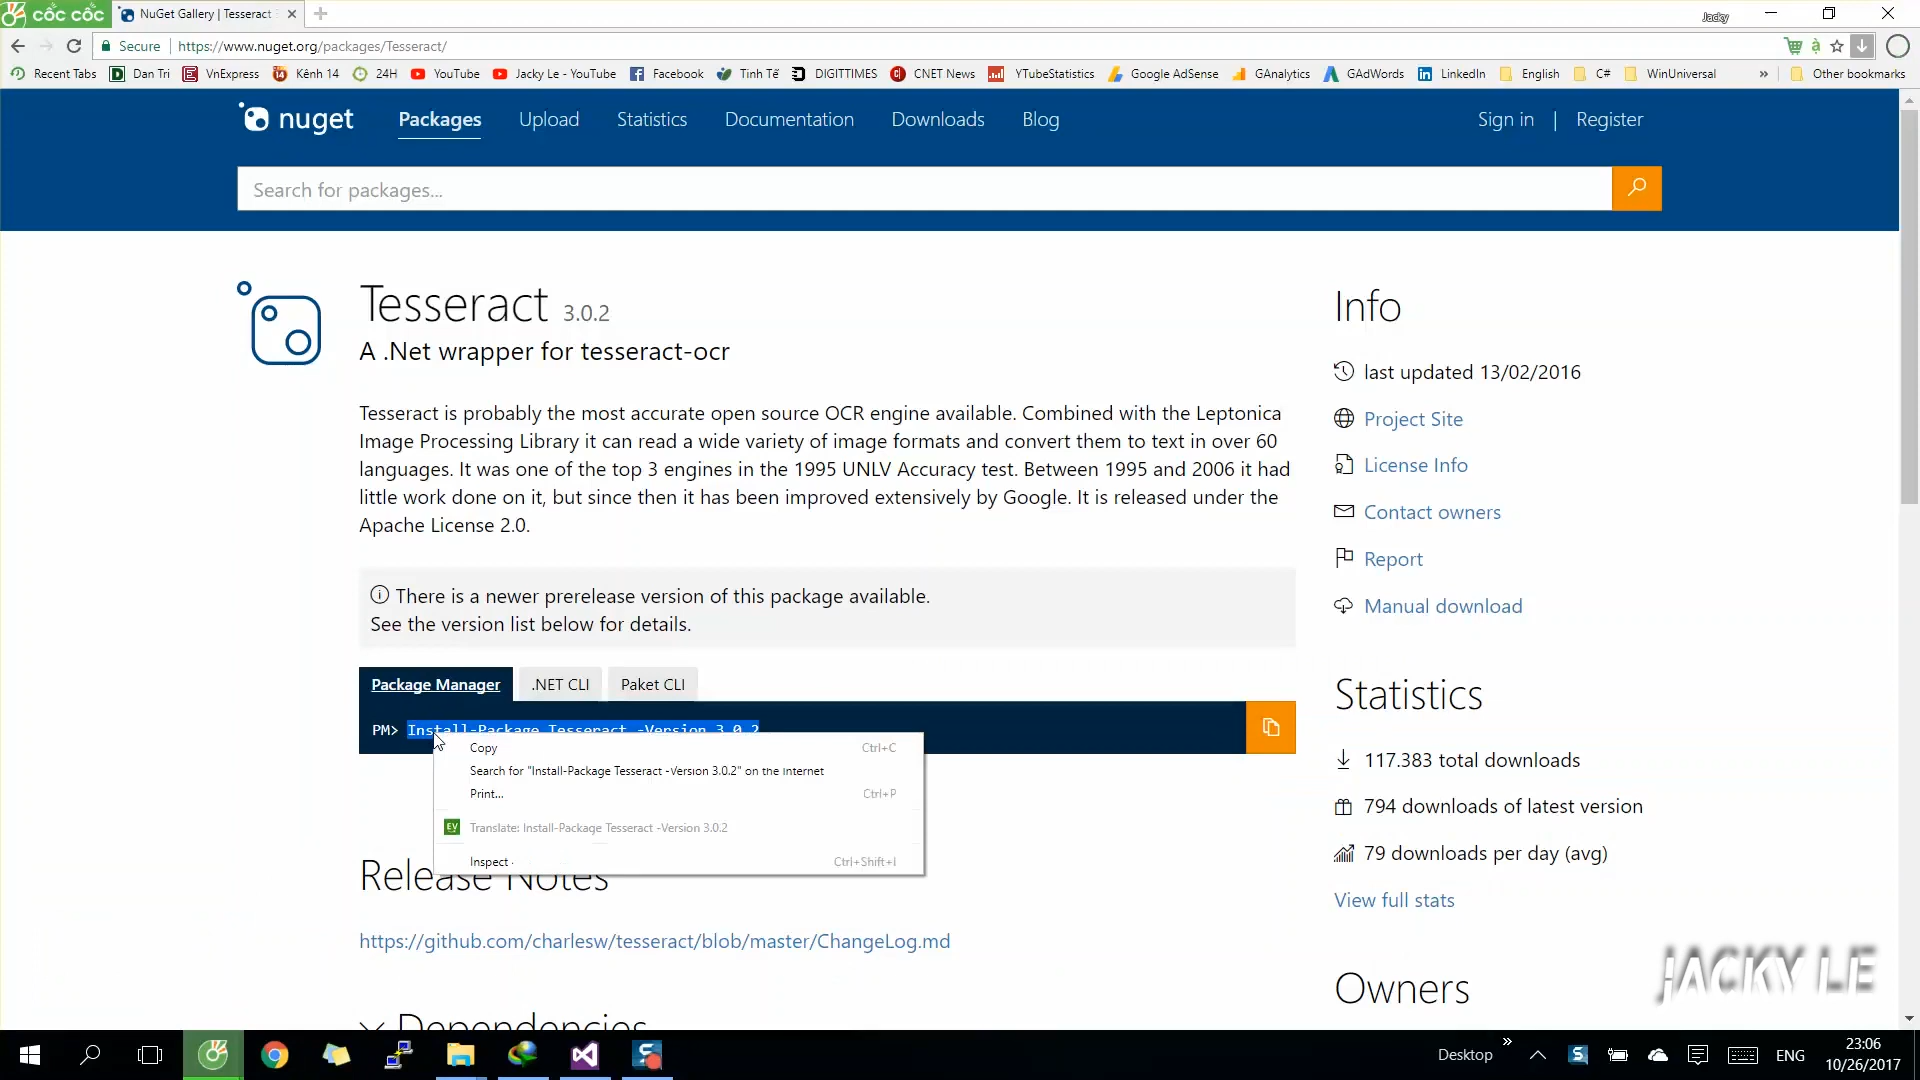 cốc cốc
NuGet Gallery | Tesseract
Jacky
Secure
https://www.nuget.org/packages/Tesseract/
Recent Tabs
Dan Tri
VnExpress
Kênh 14
24H
YouTube
Jacky Le - YouTube
Facebook
Tinh Tế
DIGITTIMES
CNET News
YTubeStatistics
Google AdSense
GAnalytics
GAdWords
LinkedIn
English
C#
WinUniversal
»
Other bookmarks
nuget
Packages
Upload
Statistics
Documentation
Downloads
Blog
Sign in | Register
Search for packages...
Tesseract 3.0.2
A .Net wrapper for tesseract-ocr
Tesseract is probably the most accurate open source OCR engine available. Combined with the Leptonica
Image Processing Library it can read a wide variety of image formats and convert them to text in over 60
languages. It was one of the top 3 engines in the 1995 UNLV Accuracy test. Between 1995 and 2006 it had
little work done on it, but since then it has been improved extensively by Google. It is released under the
Apache License 2.0.
There is a newer prerelease version of this package available.
See the version list below for details.
Package Manager
.NET CLI
Paket CLI
PM> Install-Package Tesseract -Version 3.0.2
Copy Ctrl+C
Search for "Install-Package Tesseract -Version 3.0.2" on the internet
Print... Ctrl+P
Translate: Install-Package Tesseract -Version 3.0.2
Inspect Ctrl+Shift+I
Release Notes
https://github.com/charlesw/tesseract/blob/master/ChangeLog.md
Dependencies
Info
last updated 13/02/2016
Project Site
License Info
Contact owners
Report
Manual download
Statistics
117.383 total downloads
794 downloads of latest version
79 downloads per day (avg)
View full stats
Owners
JACKY LE
Desktop
»
ENG
23:06
10/26/2017